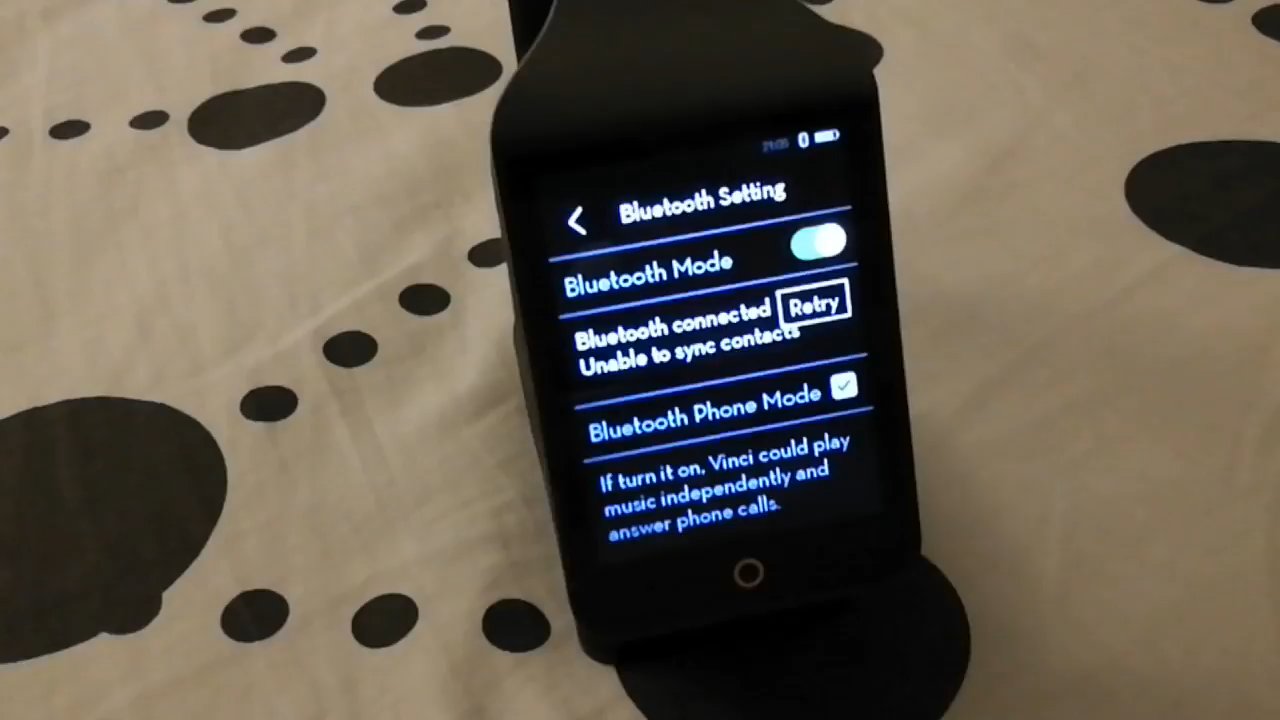 Bluetooth Setting
Bluetooth Mode
Bluetooth connected
Retry
Unable to sync contacts
Bluetooth Phone Mode
If turn it on, Vinci could play
music independently and
answer phone calls.